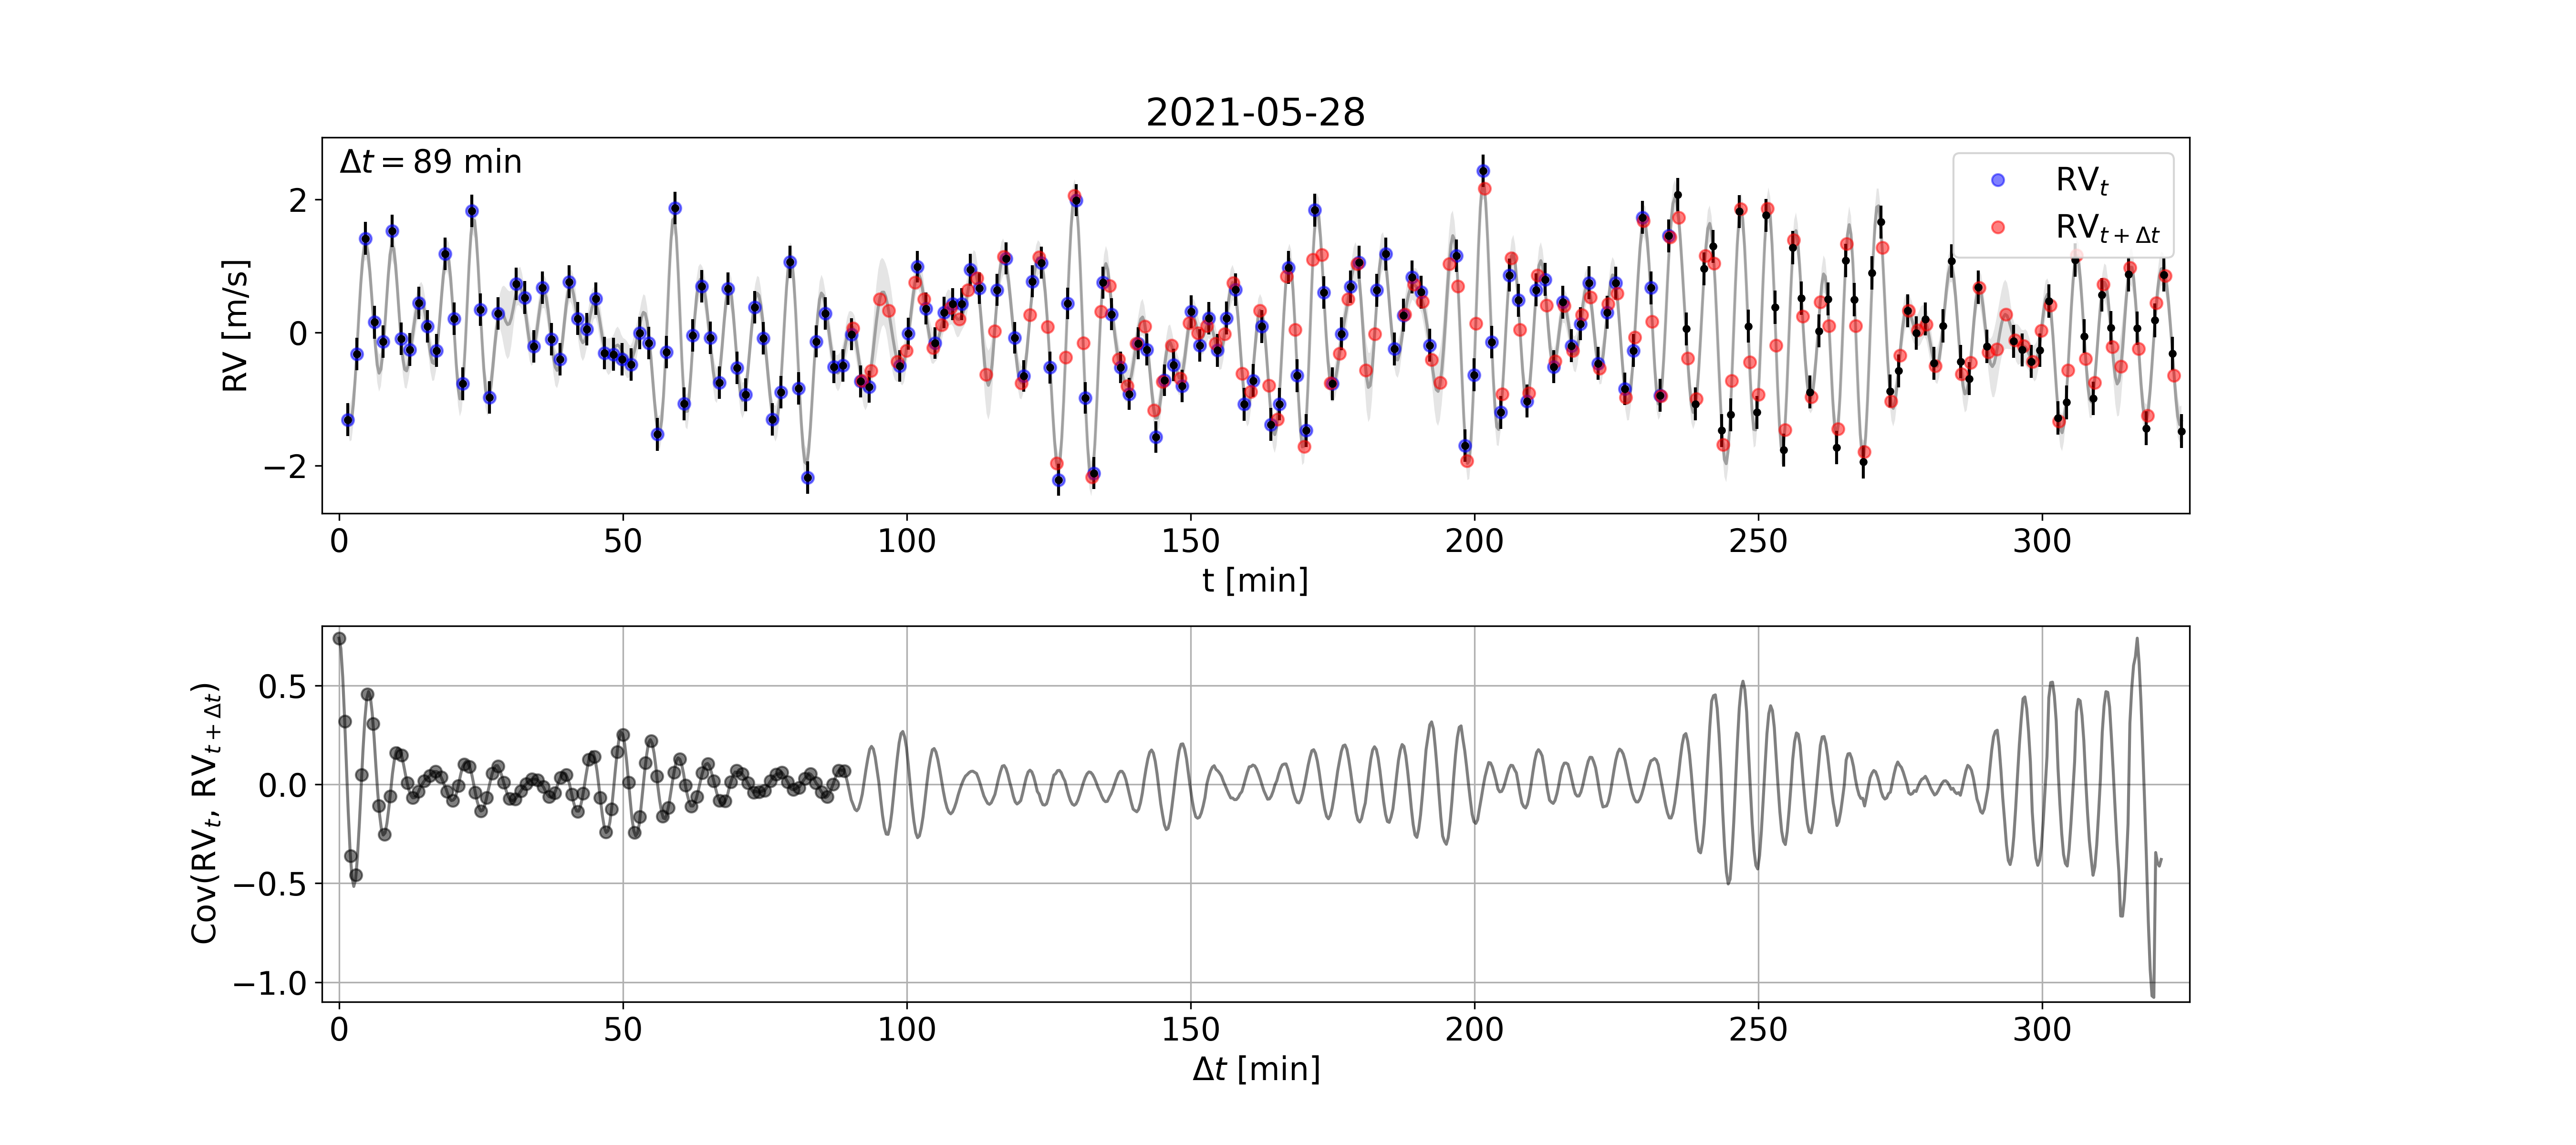 2021-05-28
Δt = 89 min
RV_t
RV_{t+Δt}
RV [m/s]
2
0
−2
0 50 100 150 200 250 300
t [min]
Cov(RV_t, RV_{t+Δt})
0.5
0.0
−0.5
−1.0
0 50 100 150 200 250 300
Δt [min]